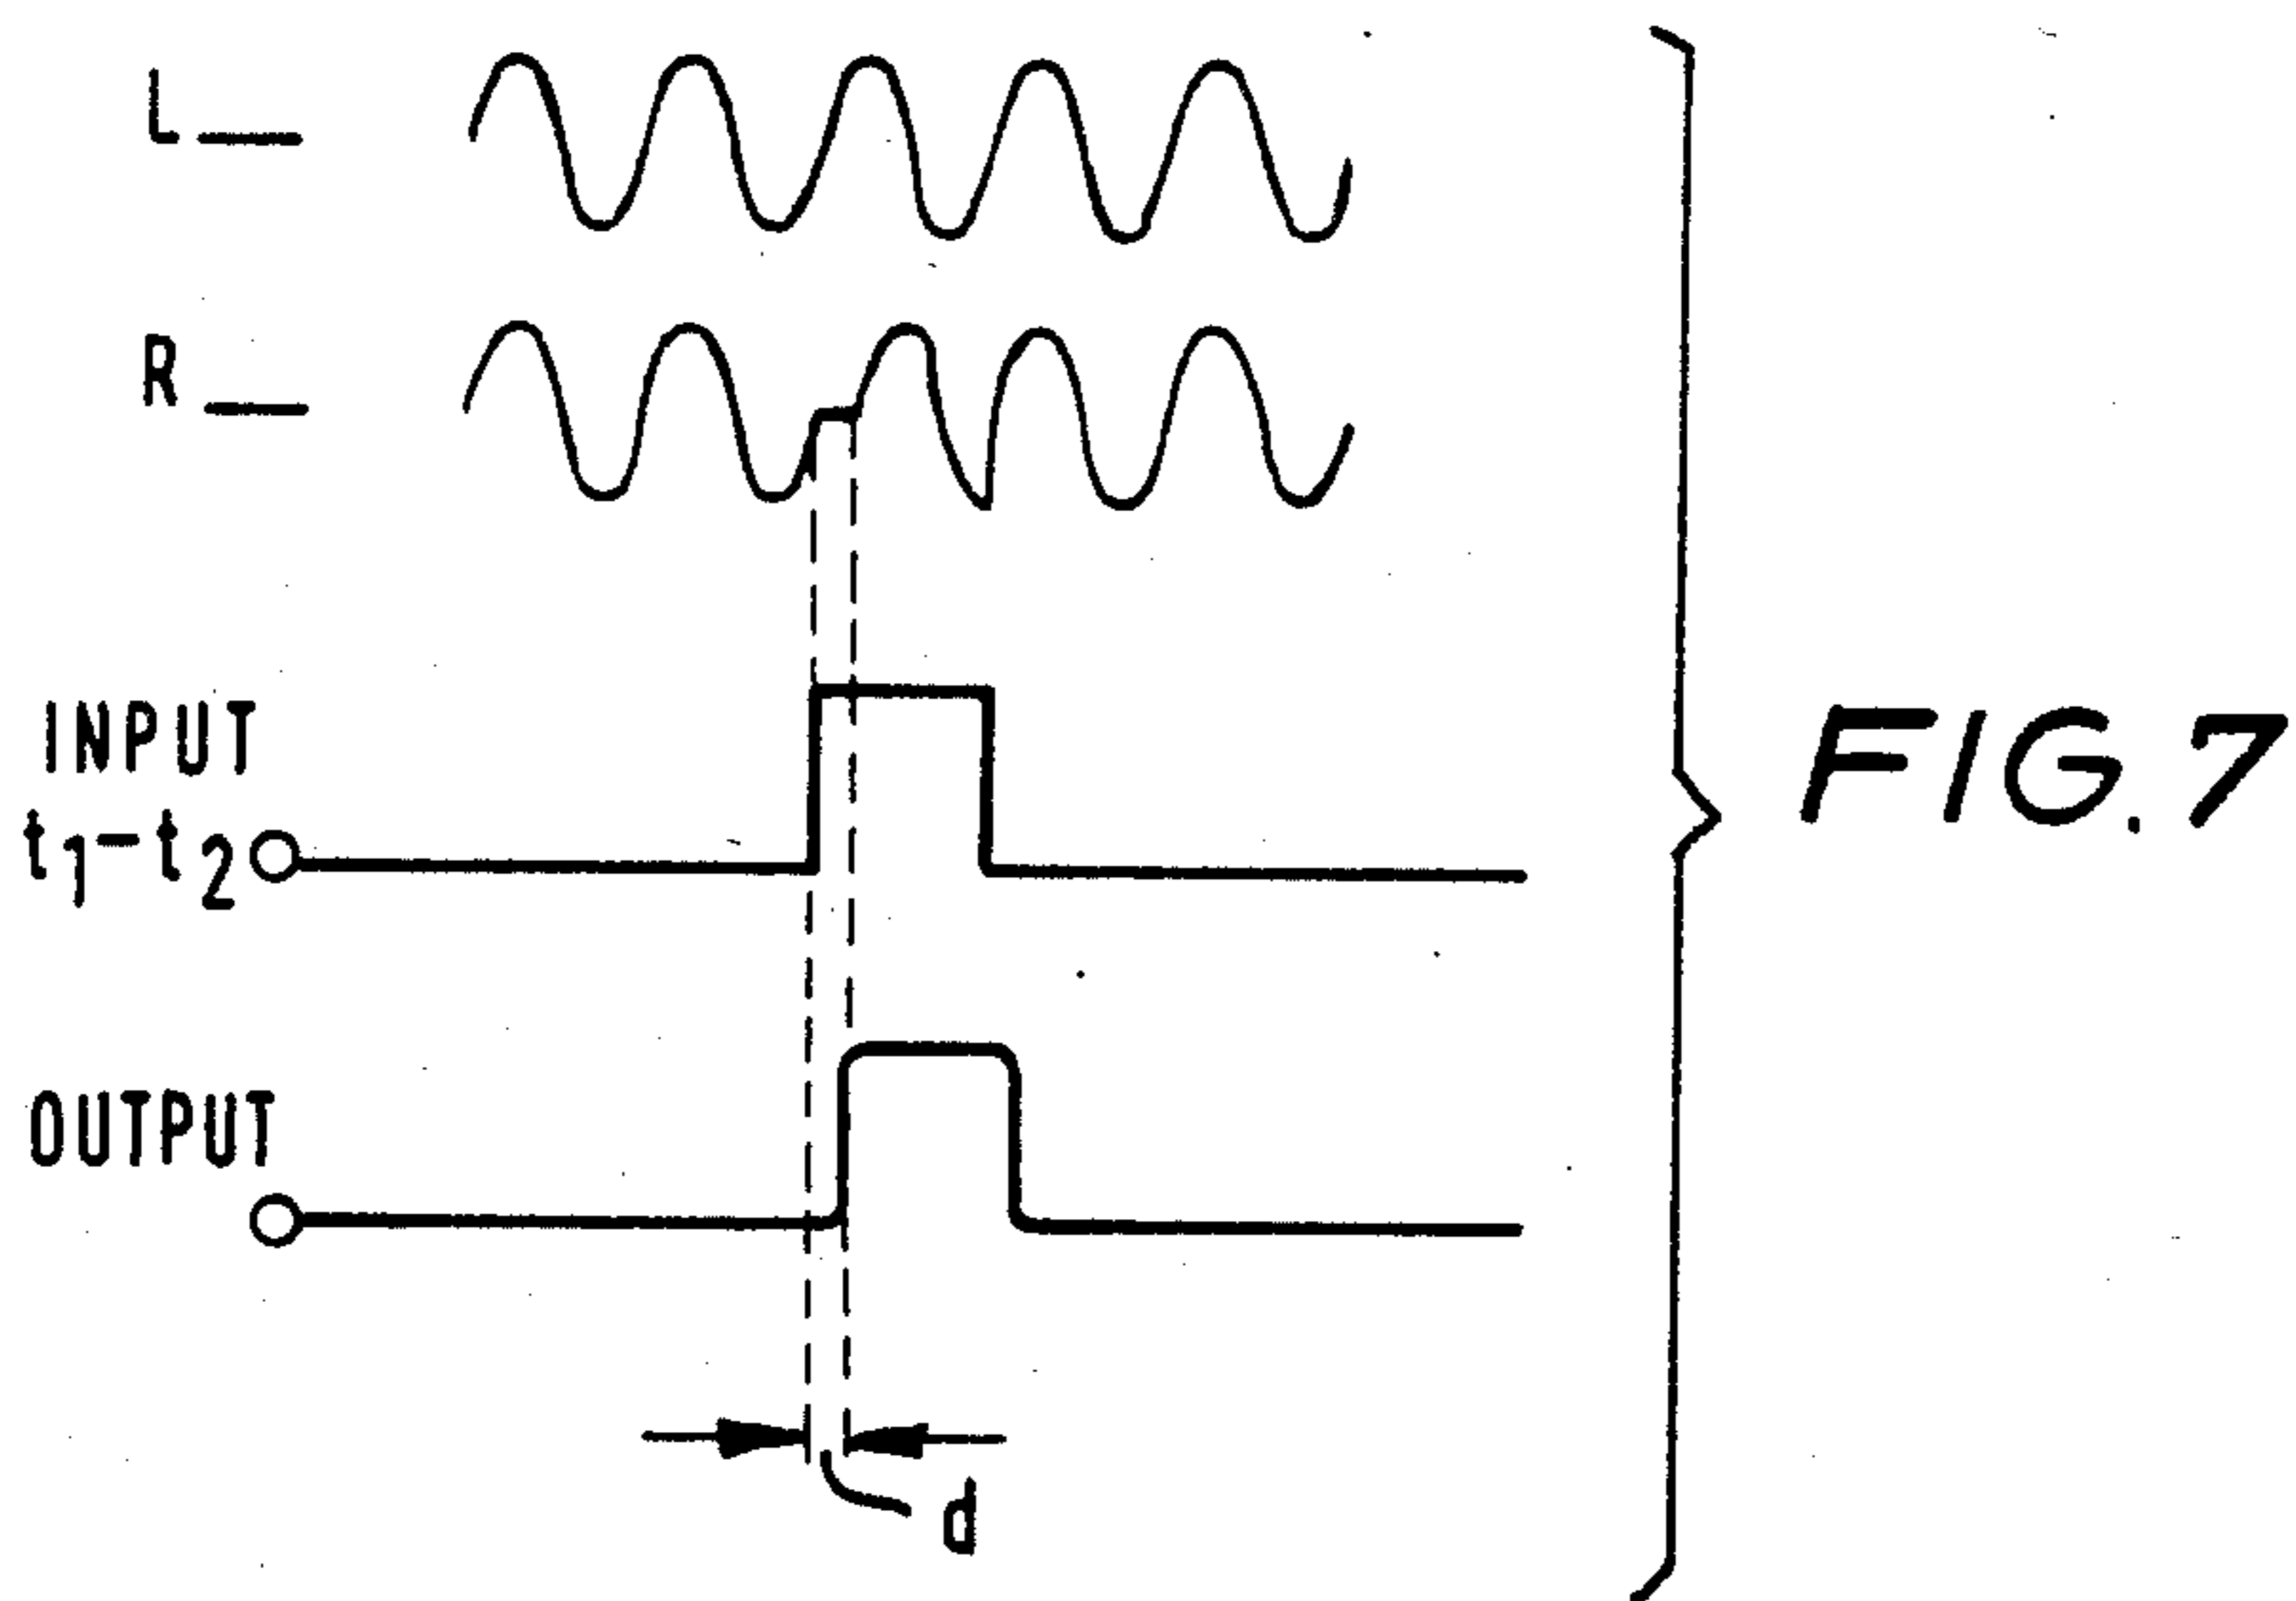 L
R
INPUT
t1-t2
OUTPUT
d
FIG.7